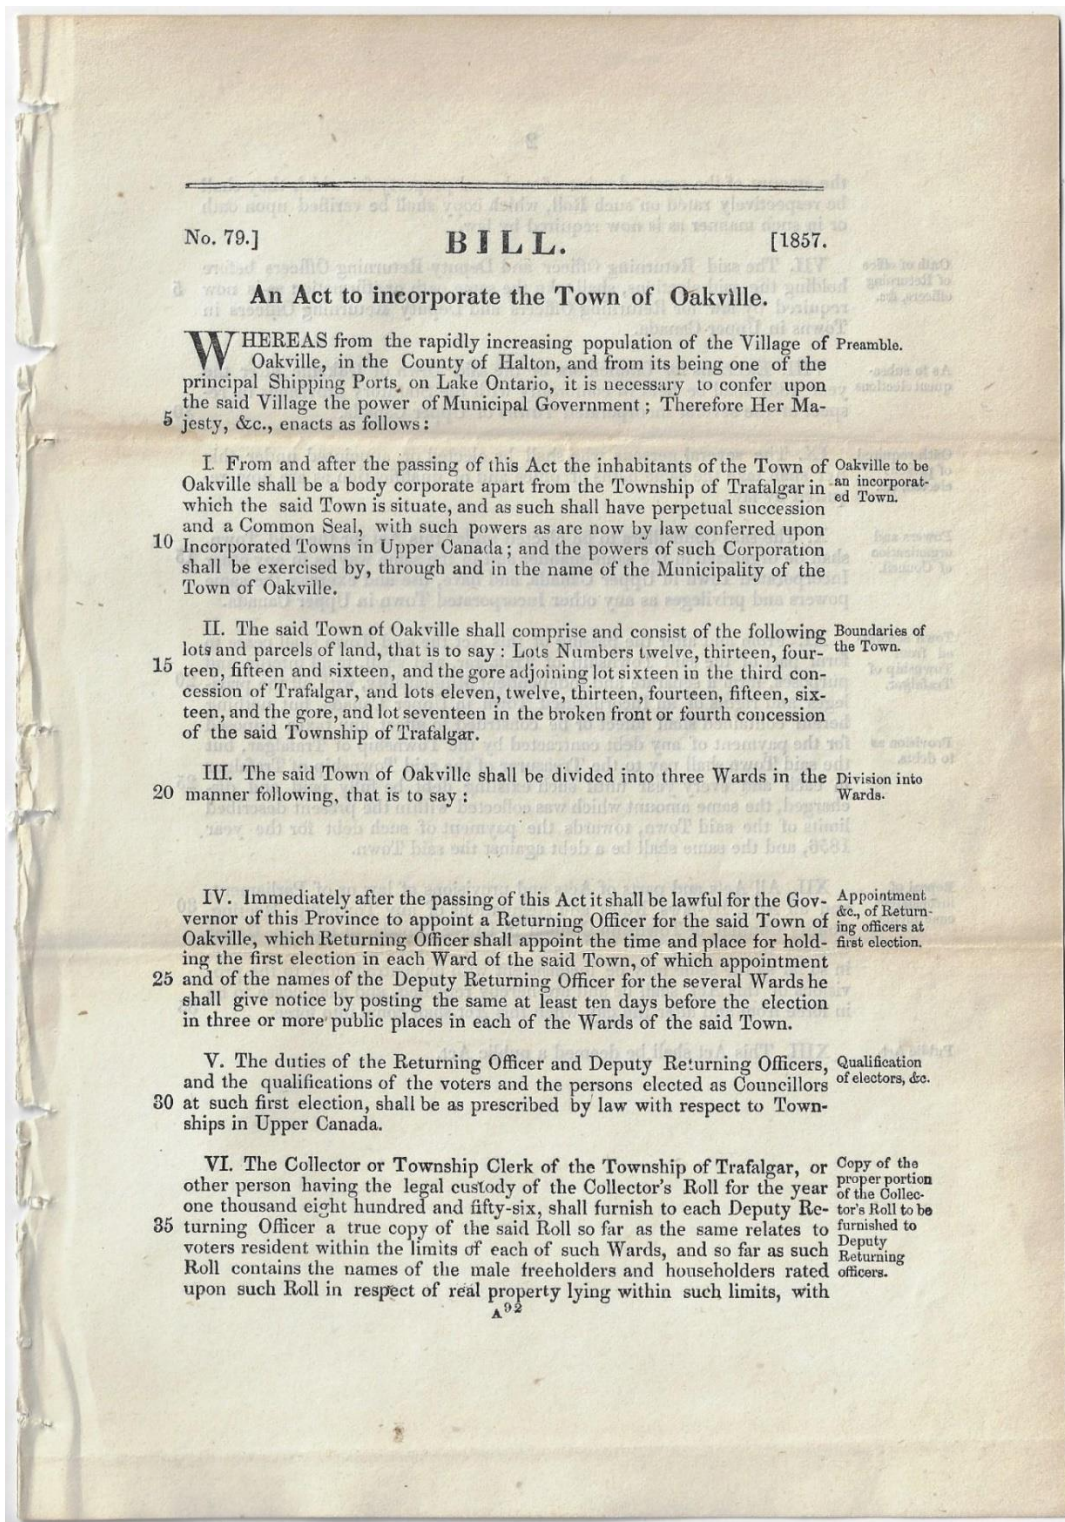 No. 79.]
BILL.
[1857.
An Act to incorporate the Town of Oakville.
WHEREAS from the rapidly increasing population of the Village of
Preamble.
Oakville, in the County of Halton, and from its being one of the
principal Shipping Ports, on Lake Ontario, it is necessary to confer upon
the said Village the power of Municipal Government; Therefore Her Ma-
5 jesty, &c., enacts as follows:
I. From and after the passing of this Act the inhabitants of the Town of
Oakville shall be a body corporate apart from the Township of Trafalgar in
which the said Town is situate, and as such shall have perpetual succession
and a Common Seal, with such powers as are now by law conferred upon
10 Incorporated Towns in Upper Canada; and the powers of such Corporation
shall be exercised by, through and in the name of the Municipality of the
Town of Oakville.
Oakville to be
an incorporat-
ed Town.
II. The said Town of Oakville shall comprise and consist of the following
lots and parcels of land, that is to say: Lots Numbers twelve, thirteen, four-
15 teen, fifteen and sixteen, and the gore adjoining lot sixteen in the third con-
cession of Trafalgar, and lots eleven, twelve, thirteen, fourteen, fifteen, six-
teen, and the gore, and lot seventeen in the broken front or fourth concession
of the said Township of Trafalgar.
Boundaries of
the Town.
III. The said Town of Oakville shall be divided into three Wards in the
20 manner following, that is to say:
Division into
Wards.
IV. Immediately after the passing of this Act it shall be lawful for the Gov-
vernor of this Province to appoint a Returning Officer for the said Town of
Oakville, which Returning Officer shall appoint the time and place for hold-
ing the first election in each Ward of the said Town, of which appointment
25 and of the names of the Deputy Returning Officer for the several Wards he
shall give notice by posting the same at least ten days before the election
in three or more public places in each of the Wards of the said Town.
Appointment
&c., of Return-
ing officers at
first election.
V. The duties of the Returning Officer and Deputy Returning Officers,
and the qualifications of the voters and the persons elected as Councillors
30 at such first election, shall be as prescribed by law with respect to Town-
ships in Upper Canada.
Qualification
of electors, &c.
VI. The Collector or Township Clerk of the Township of Trafalgar, or
other person having the legal custody of the Collector's Roll for the year
one thousand eight hundred and fifty-six, shall furnish to each Deputy Re-
35 turning Officer a true copy of the said Roll so far as the same relates to
voters resident within the limits of each of such Wards, and so far as such
Roll contains the names of the male freeholders and householders rated
upon such Roll in respect of real property lying within such limits, with
Copy of the
proper portion
of the Collec-
tor's Roll to be
furnished to
Deputy
Returning
officers.
A92